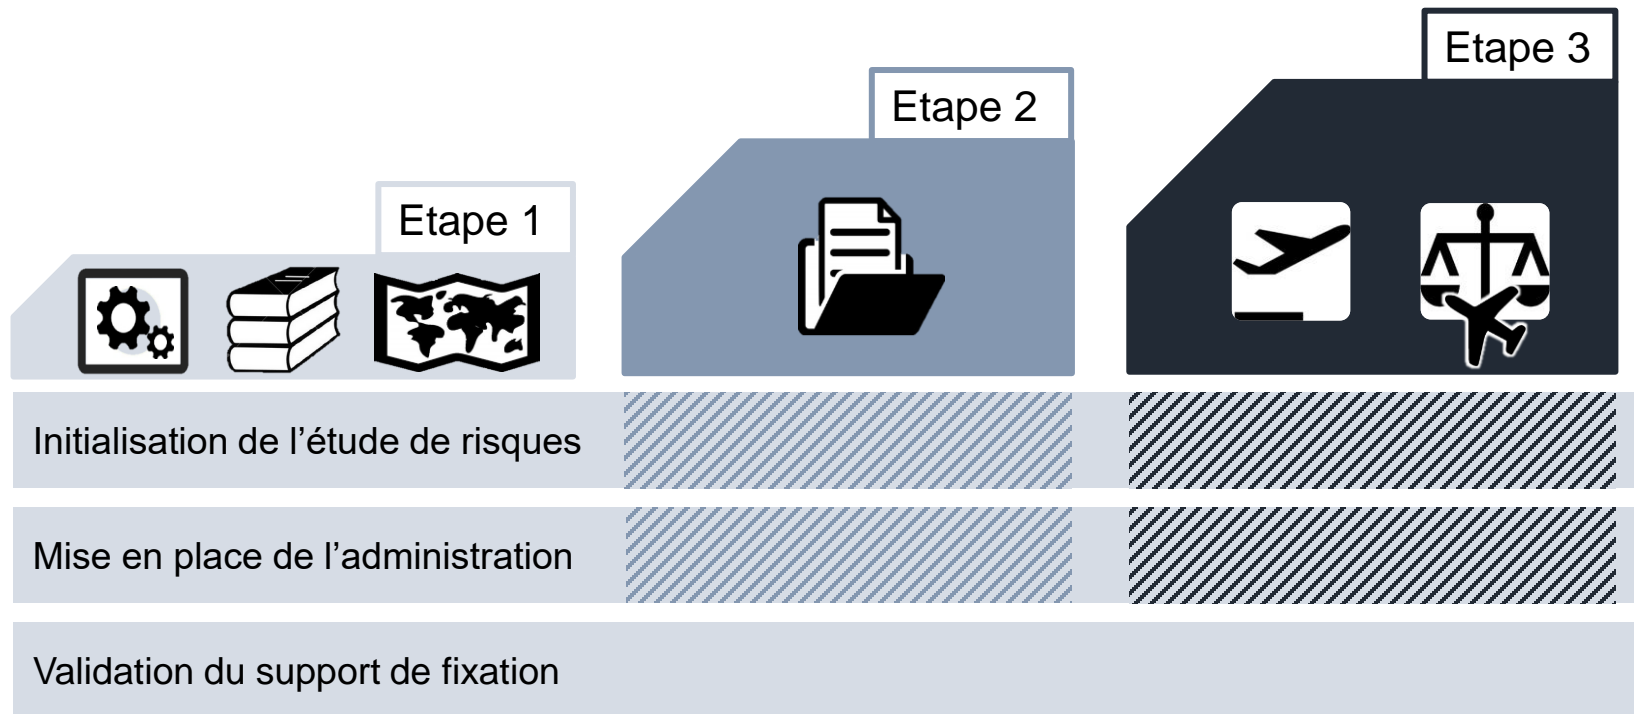 Etape 3
Etape 2
Etape 1
Initialisation de l’étude de risques
Mise en place de l’administration
Validation du support de fixation